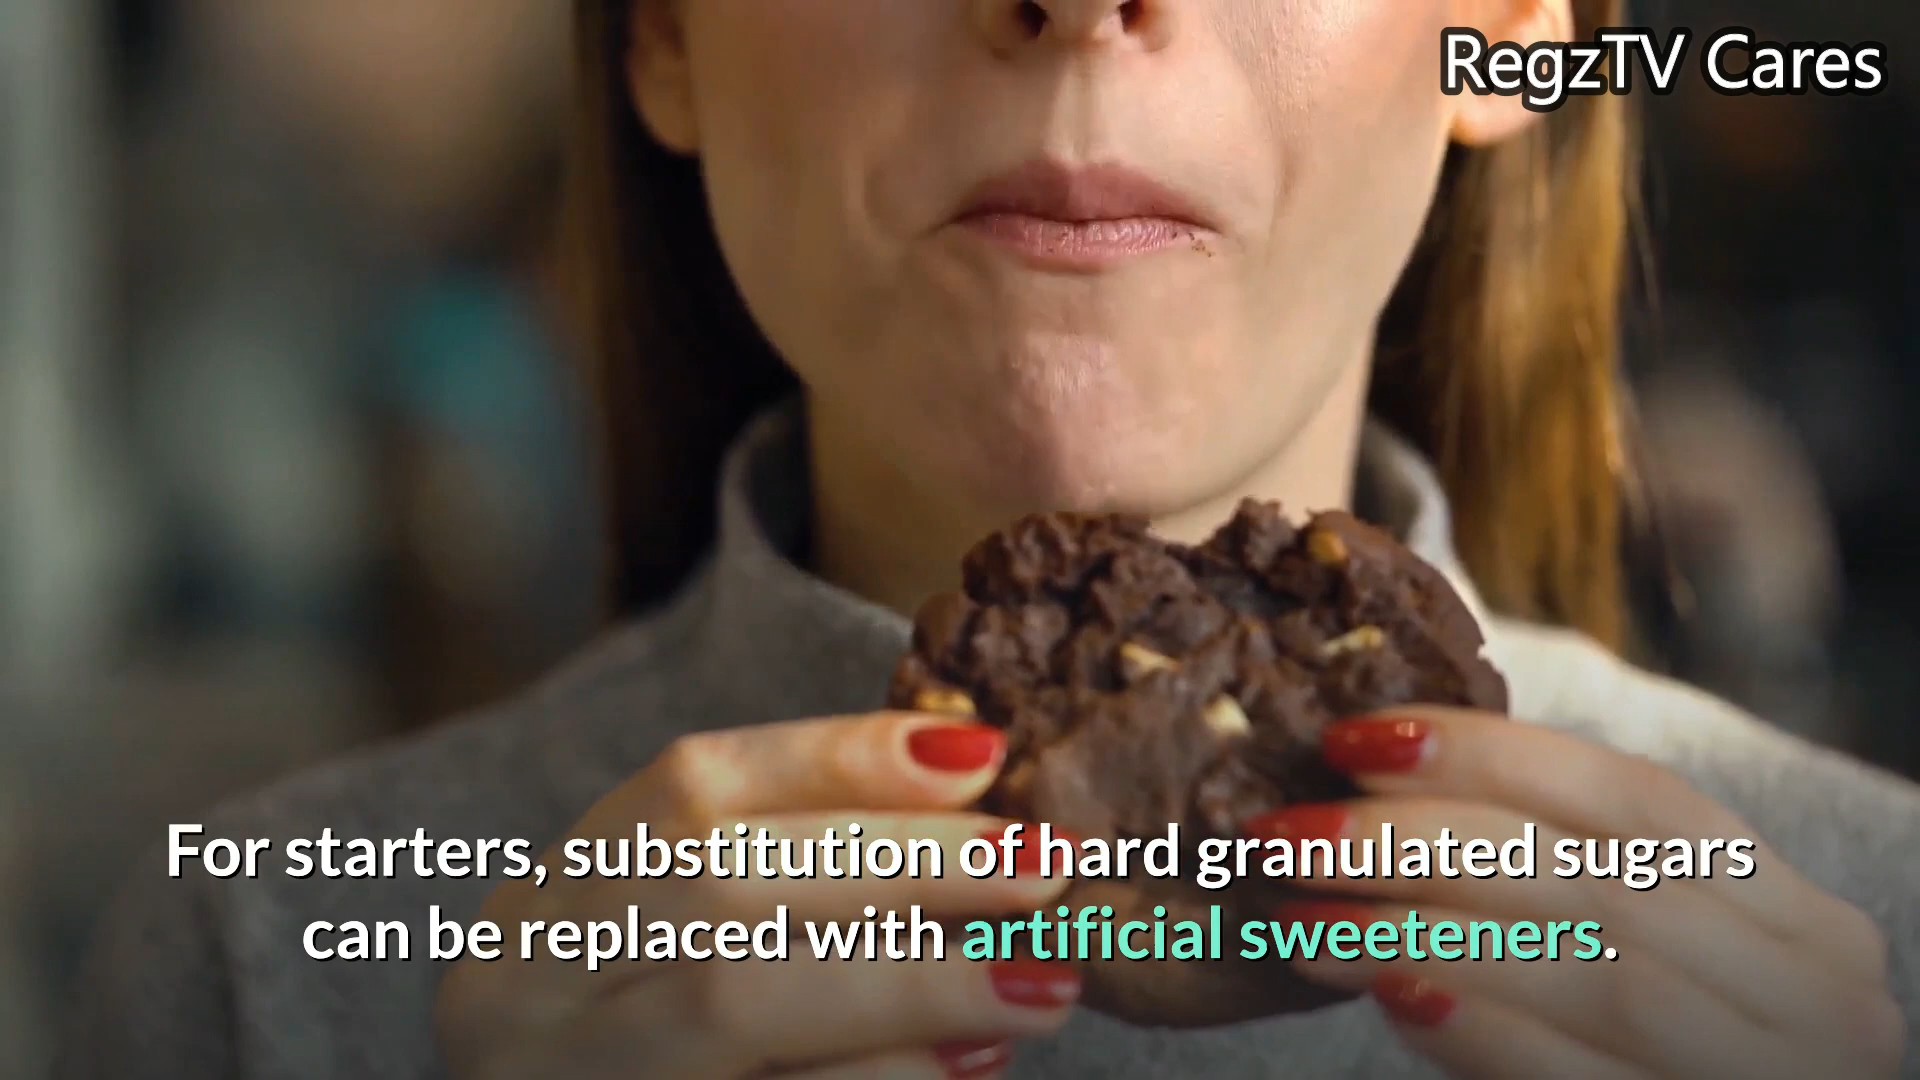 RegzTV Cares
For starters, substitution of hard granulated sugars
can be replaced with artificial sweeteners.